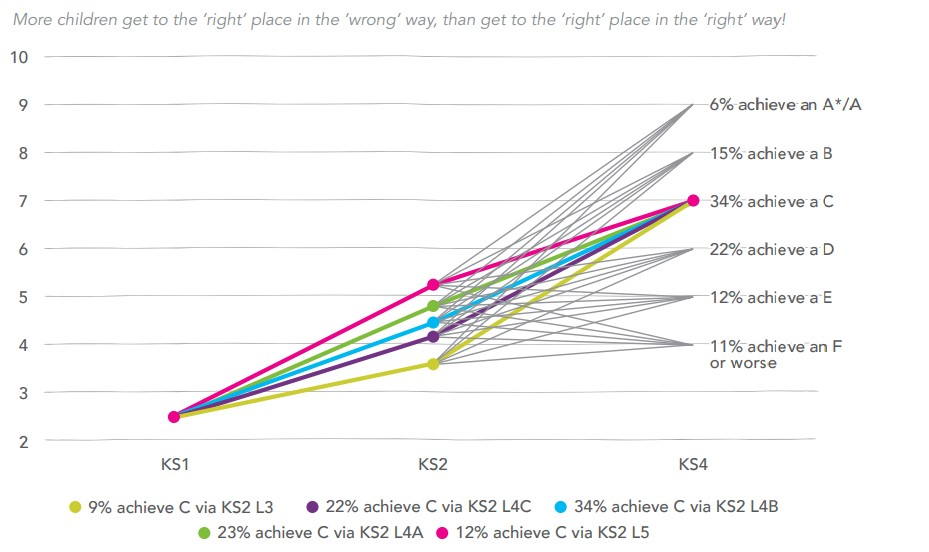 More children get to the ‘right’ place in the ‘wrong’ way, than get to the ‘right’ place in the ‘right’ way!
10
9
8
7
6
5
4
3
2
6% achieve an A*/A
15% achieve a B
34% achieve a C
22% achieve a D
12% achieve a E
11% achieve an F
or worse
KS1 KS2 KS4
9% achieve C via KS2 L3 22% achieve C via KS2 L4C 34% achieve C via KS2 L4B
23% achieve C via KS2 L4A 12% achieve C via KS2 L5